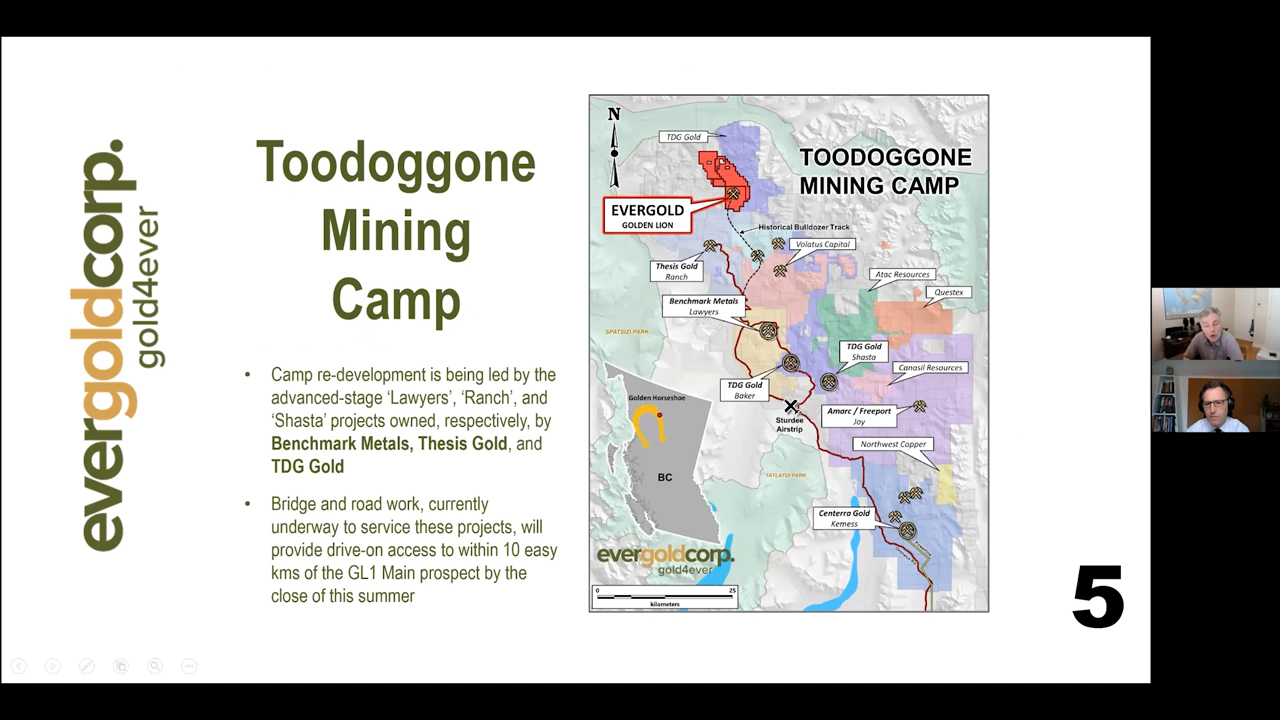 evergoldcorp.
gold4ever
Toodoggone
Mining
Camp
• Camp re-development is being led by the
advanced-stage ‘Lawyers’, ‘Ranch’, and
‘Shasta’ projects owned, respectively, by
Benchmark Metals, Thesis Gold, and
TDG Gold
• Bridge and road work, currently
underway to service these projects, will
provide drive-on access to within 10 easy
kms of the GL1 Main prospect by the
close of this summer
N
TDG Gold
TOODOGGONE
MINING CAMP
EVERGOLD
GOLDEN LION
Historical Bulldozer Track
Volatus Capital
Thesis Gold
Ranch
Atac Resources
Questex
Benchmark Metals
Lawyers
SPATSIZI PARK
TDG Gold
Shasta
Canasil Resources
TDG Gold
Baker
Golden Horseshoe
Sturdee
Airstrip
Amarc / Freeport
Joy
Northwest Copper
BC
TATLATUI PARK
Centerra Gold
Kemess
evergoldcorp.
gold4ever
0 25
kilometers
5